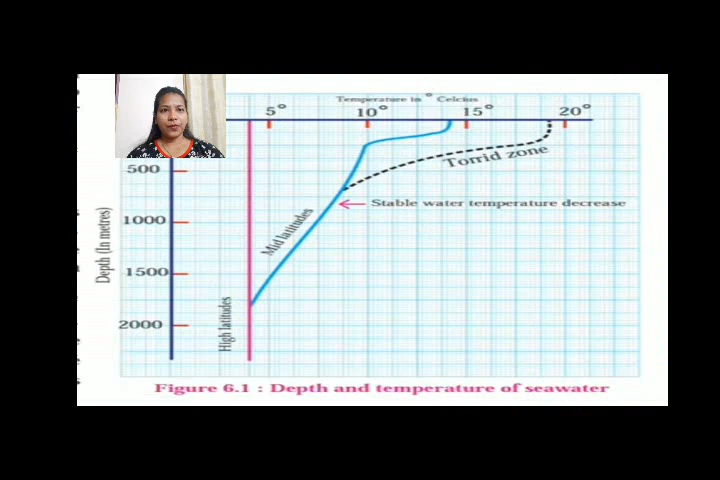 Temperature in ° Celcius
5° 10° 15° 20°
Torrid zone
500
Stable water temperature decrease
1000
Mid latitudes
Depth (In metres)
1500
High latitudes
2000
Figure 6.1 : Depth and temperature of seawater